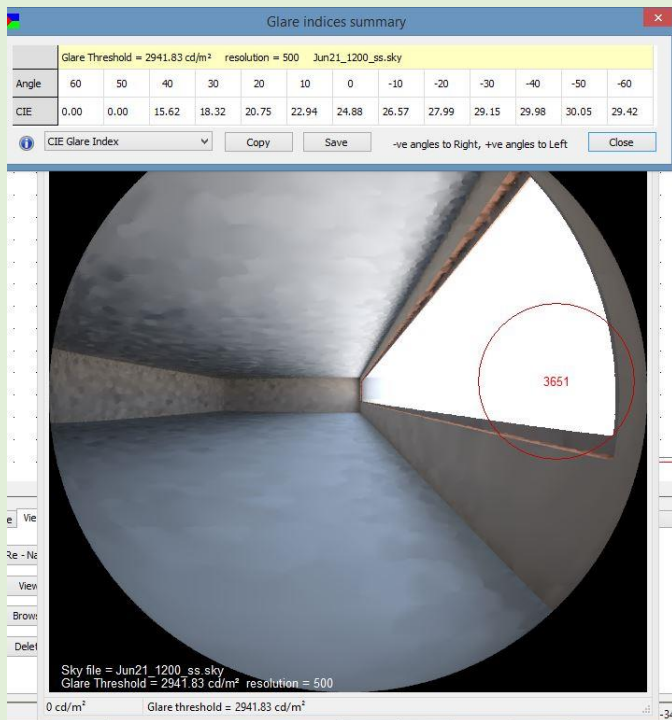 Glare indices summary
Glare Threshold = 2941.83 cd/m² resolution = 500 Jun21_1200_ss.sky
Angle 60 50 40 30 20 10 0 -10 -20 -30 -40 -50 -60
CIE 0.00 0.00 15.62 18.32 20.75 22.94 24.88 26.57 27.99 29.15 29.98 30.05 29.42
CIE Glare Index Copy Save -ve angles to Right, +ve angles to Left Close
3651
e Vie
Re - Na
View
Brows
Delet
Sky file = Jun21_1200_ss.sky
Glare Threshold = 2941.83 cd/m² resolution = 500
0 cd/m² Glare threshold = 2941.83 cd/m²